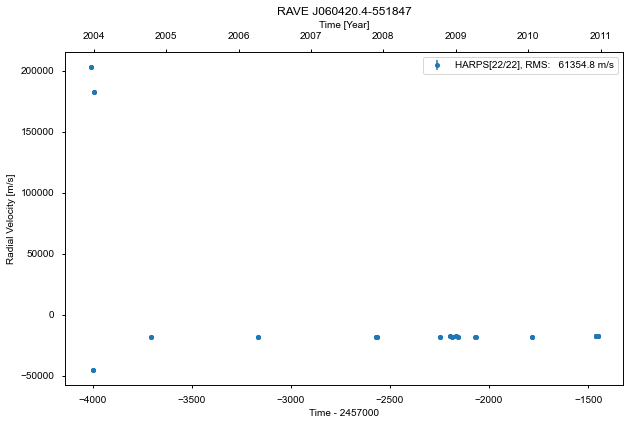 RAVE J060420.4-551847
Time [Year]
2004 2005 2006 2007 2008 2009 2010 2011
HARPS[22/22], RMS: 61354.8 m/s
200000
150000
100000
50000
0
−50000
Radial Velocity [m/s]
−4000 −3500 −3000 −2500 −2000 −1500
Time - 2457000